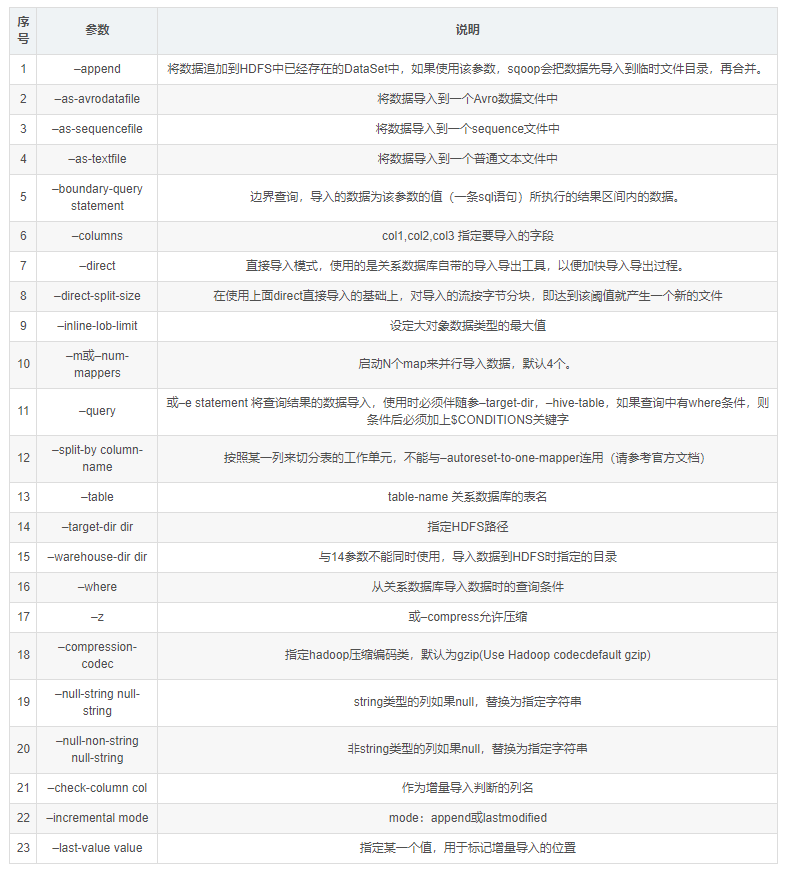 序号 参数 说明
1 –append 将数据追加到HDFS中已经存在的DataSet中，如果使用该参数，sqoop会把数据先导入到临时文件目录，再合并。
2 –as-avrodatafile 将数据导入到一个Avro数据文件中
3 –as-sequencefile 将数据导入到一个sequence文件中
4 –as-textfile 将数据导入到一个普通文本文件中
5 –boundary-query statement 边界查询，导入的数据为该参数的值（一条sql语句）所执行的结果区间内的数据。
6 –columns col1,col2,col3 指定要导入的字段
7 –direct 直接导入模式，使用的是关系数据库自带的导入导出工具，以便加快导入导出过程。
8 –direct-split-size 在使用上面direct直接导入的基础上，对导入的流按字节分块，即达到该阈值就产生一个新的文件
9 –inline-lob-limit 设定大对象数据类型的最大值
10 –m或–num-mappers 启动N个map来并行导入数据，默认4个。
11 –query 或–e statement 将查询结果的数据导入，使用时必须伴随参–target-dir，–hive-table，如果查询中有where条件，则
条件后必须加上$CONDITIONS关键字
12 –split-by column-name 按照某一列来切分表的工作单元，不能与–autoreset-to-one-mapper连用（请参考官方文档）
13 –table table-name 关系数据库的表名
14 –target-dir dir 指定HDFS路径
15 –warehouse-dir dir 与14参数不能同时使用，导入数据到HDFS时指定的目录
16 –where 从关系数据库导入数据时的查询条件
17 –z 或–compress允许压缩
18 –compression-codec 指定hadoop压缩编码类，默认为gzip(Use Hadoop codecdefault gzip)
19 –null-string null-string string类型的列如果null，替换为指定字符串
20 –null-non-string null-string 非string类型的列如果null，替换为指定字符串
21 –check-column col 作为增量导入判断的列名
22 –incremental mode mode：append或lastmodified
23 –last-value value 指定某一个值，用于标记增量导入的位置